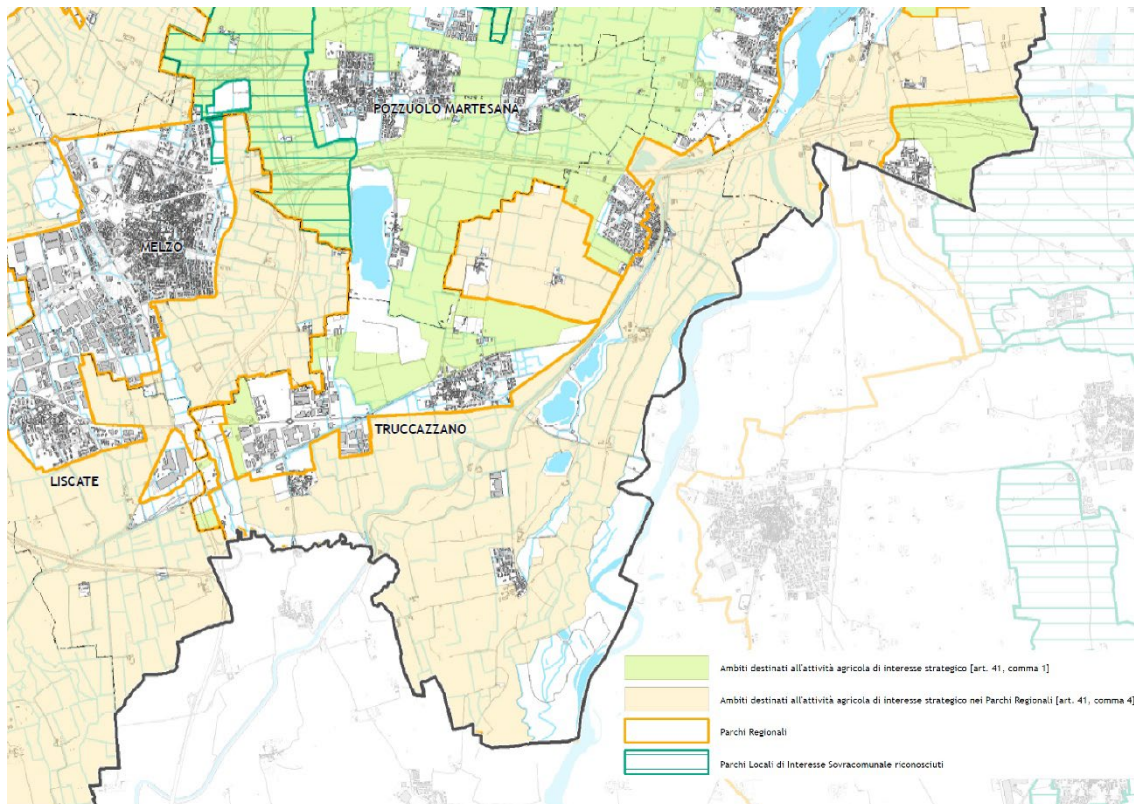 POZZUOLO MARTESANA
MELZO
TRUCCAZZANO
LISCATE
Ambiti destinati all'attività agricola di interesse strategico [art. 41, comma 1]
Ambiti destinati all'attività agricola di interesse strategico nei Parchi Regionali [art. 41, comma 4]
Parchi Regionali
Parchi Locali di Interesse Sovracomunale riconosciuti